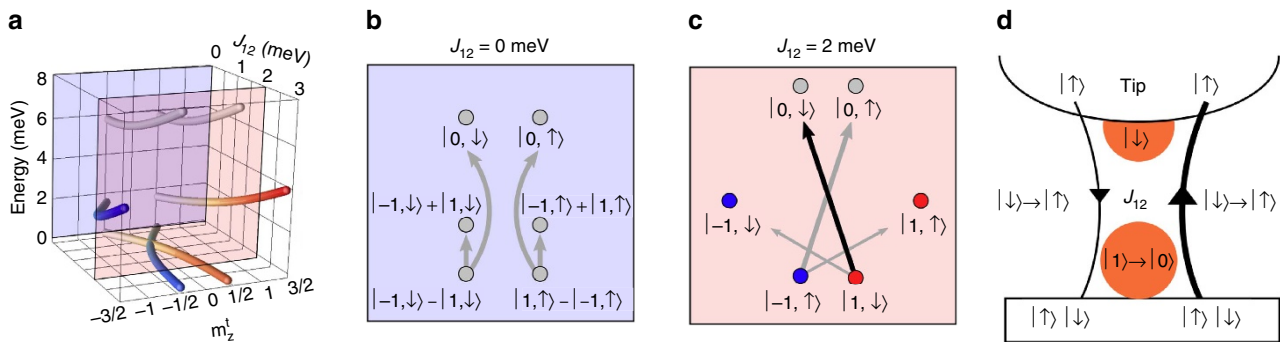 a
J₁₂ (meV)
0
1
2
3
8
6
4
2
0
Energy (meV)
−3/2
−1
−1/2
0
1/2
1
3/2
mᵗ_z
b
J₁₂ = 0 meV
|0, ↓⟩ |0, ↑⟩
|−1,↓⟩+|1,↓⟩ |−1,↑⟩+|1,↑⟩
|−1,↓⟩−|1,↓⟩ |1,↑⟩−|−1,↑⟩
c
J₁₂ = 2 meV
|0, ↓⟩ |0, ↑⟩
|−1, ↓⟩ |1, ↑⟩
|−1, ↑⟩ |1, ↓⟩
d
|↑⟩ Tip |↑⟩
|↓⟩
|↓⟩→|↑⟩ J₁₂ |↓⟩→|↑⟩
|1⟩→|0⟩
|↑⟩ |↓⟩ |↑⟩ |↓⟩